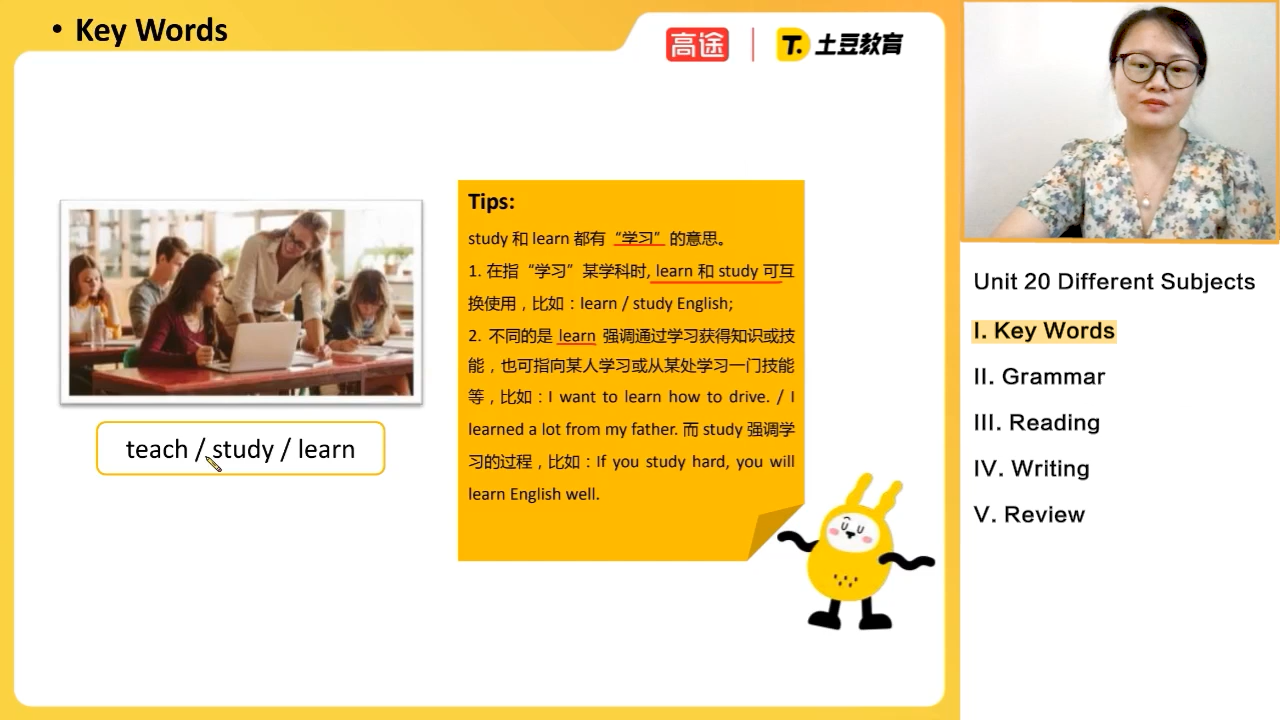 • Key Words
高途 | T. 土豆教育
Tips:
study 和 learn 都有“学习”的意思。
1. 在指“学习”某学科时, learn 和 study 可互
换使用，比如：learn / study English;
2. 不同的是 learn 强调通过学习获得知识或技
能，也可指向某人学习或从某处学习一门技能
等，比如：I want to learn how to drive. / I
learned a lot from my father. 而 study 强调学
习的过程，比如：If you study hard, you will
learn English well.
teach / study / learn
Unit 20 Different Subjects
I. Key Words
II. Grammar
III. Reading
IV. Writing
V. Review